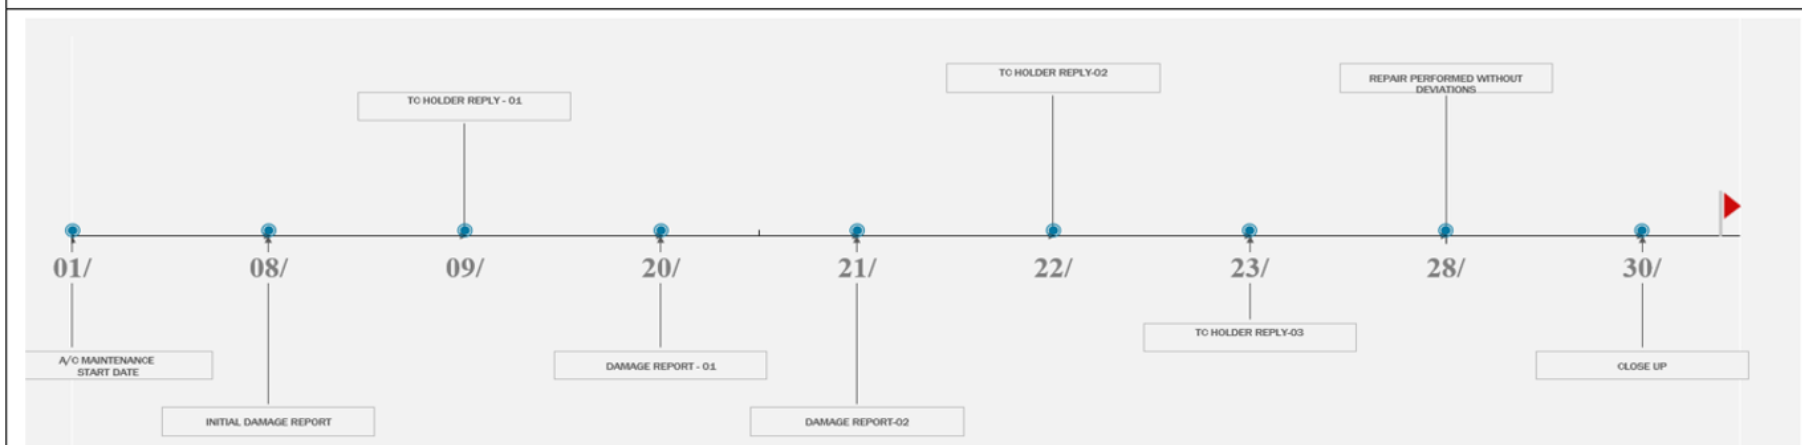 TC HOLDER REPLY-02
REPAIR PERFORMED WITHOUT
DEVIATIONS
TC HOLDER REPLY - 01
01/
08/
09/
20/
21/
22/
23/
28/
30/
TC HOLDER REPLY-03
A/C MAINTENANCE
START DATE
DAMAGE REPORT - 01
CLOSE UP
INITIAL DAMAGE REPORT
DAMAGE REPORT-02